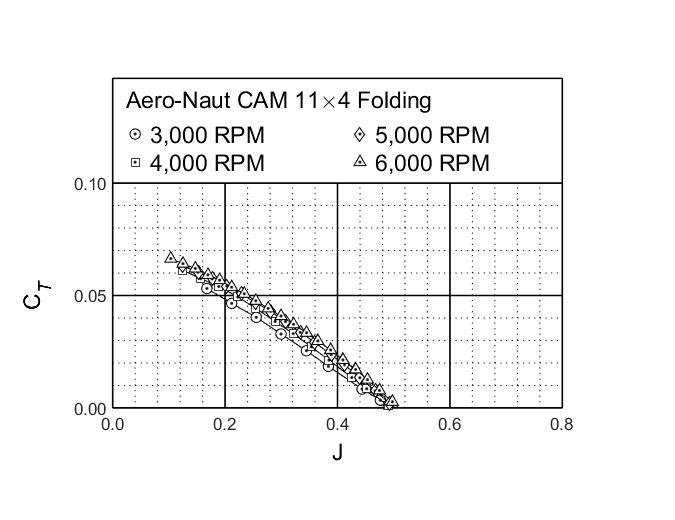 Aero-Naut CAM 11×4 Folding
3,000 RPM 5,000 RPM
4,000 RPM 6,000 RPM
0.10
0.05
0.00
C_T
0.0 0.2 0.4 0.6 0.8
J